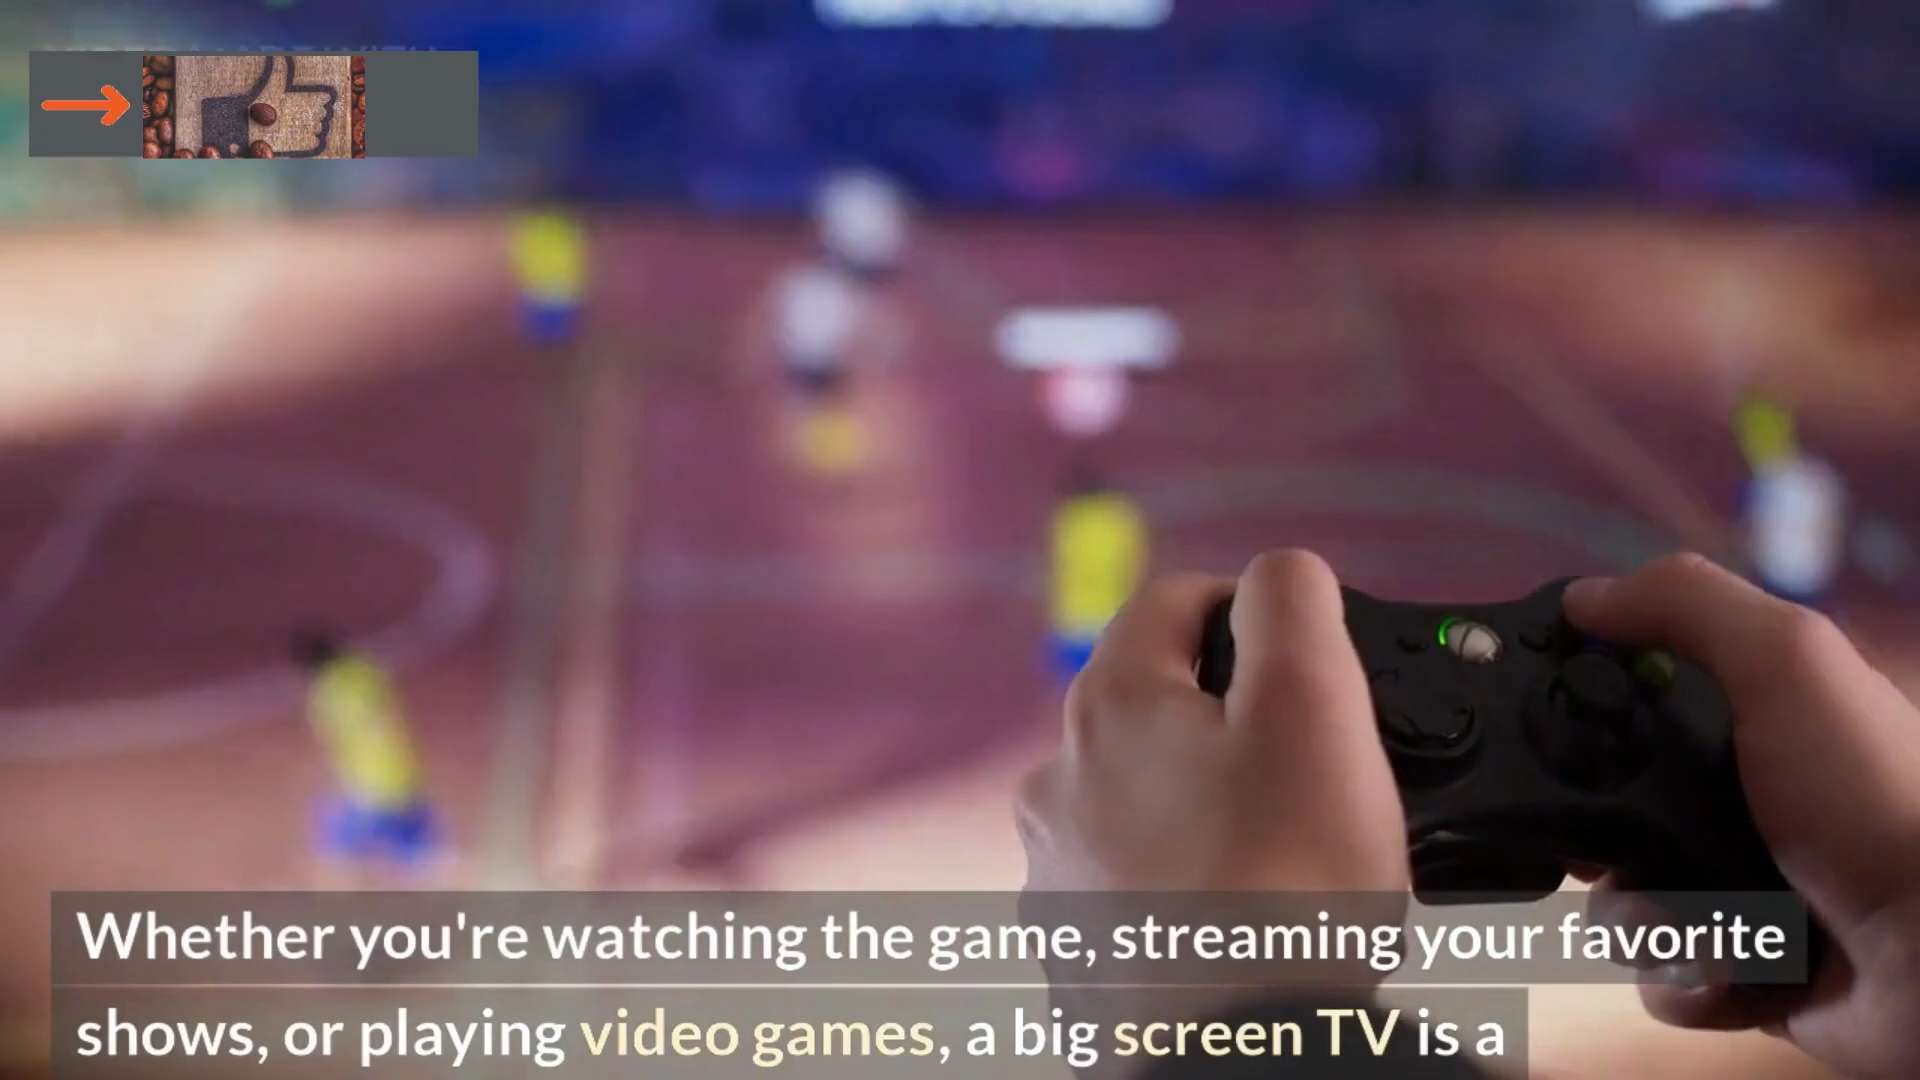 Whether you're watching the game, streaming your favorite
shows, or playing video games, a big screen TV is a